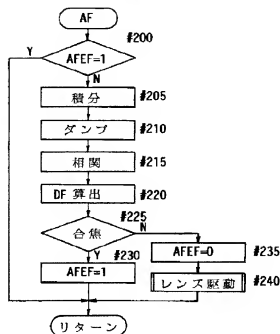 AF
#200
Y
AFEF=1
N
積分
#205
ダンプ
#210
相関
#215
DF 算出
#220
#225
合焦
N
Y
#230
AFEF=0
#235
AFEF=1
レンズ駆動
#240
リターン